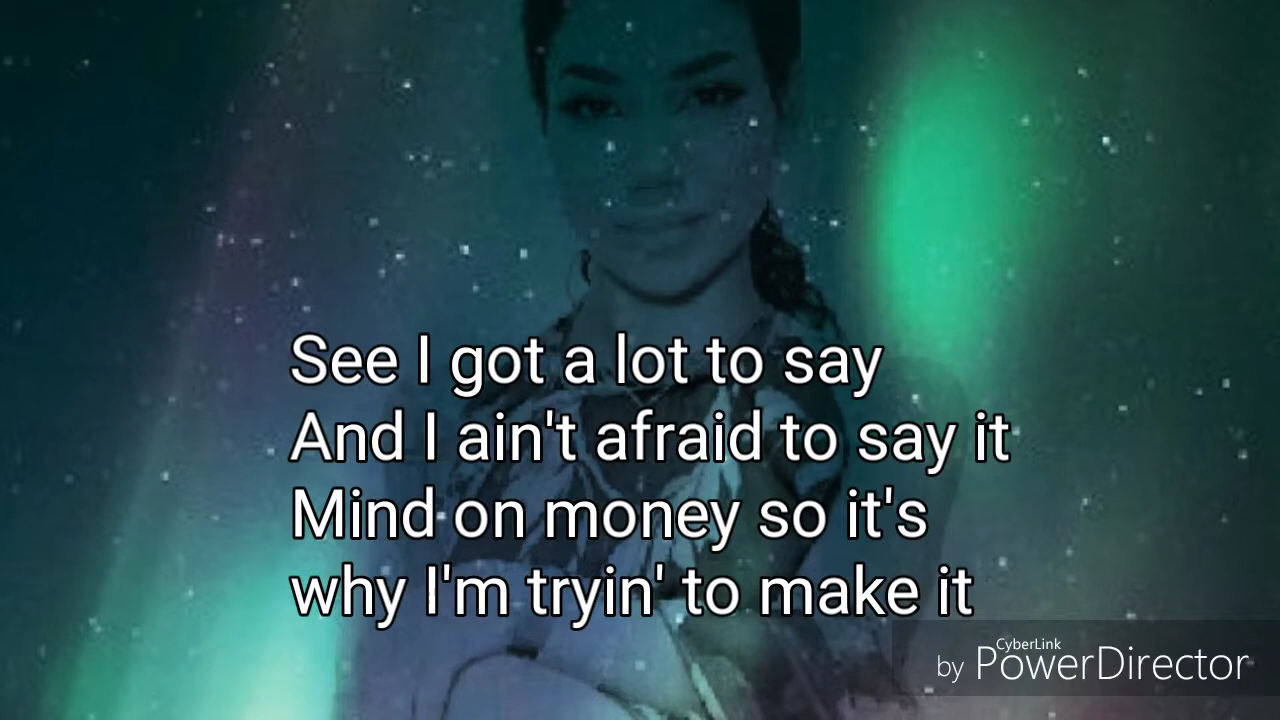 See I got a lot to say
And I ain't afraid to say it
Mind on money so it's
why I'm tryin' to make it
CyberLink
by PowerDirector